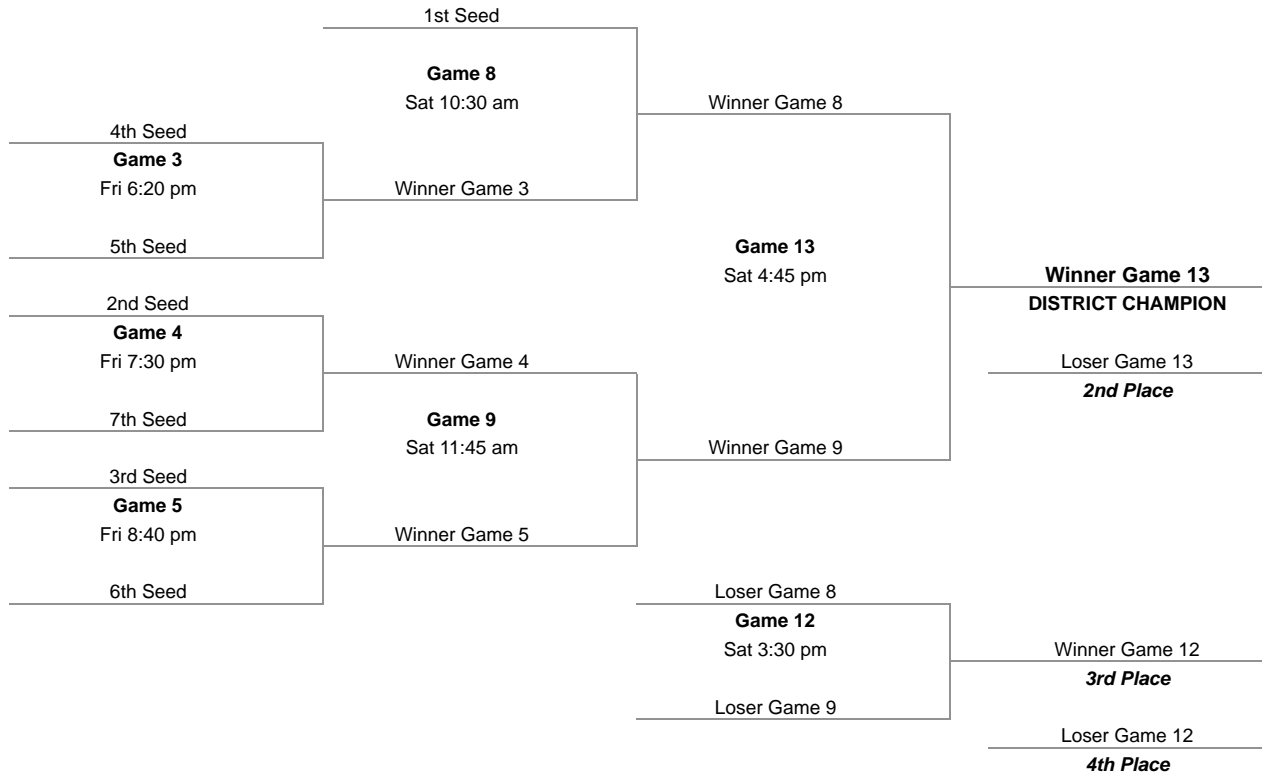 1st Seed
Game 8
Sat 10:30 am
Winner Game 8
4th Seed
Game 3
Fri 6:20 pm
Winner Game 3
5th Seed
Game 13
Sat 4:45 pm
Winner Game 13
DISTRICT CHAMPION
2nd Seed
Game 4
Fri 7:30 pm
Winner Game 4
Loser Game 13
2nd Place
7th Seed
Game 9
Sat 11:45 am
Winner Game 9
3rd Seed
Game 5
Fri 8:40 pm
Winner Game 5
6th Seed
Loser Game 8
Game 12
Sat 3:30 pm
Winner Game 12
3rd Place
Loser Game 9
Loser Game 12
4th Place